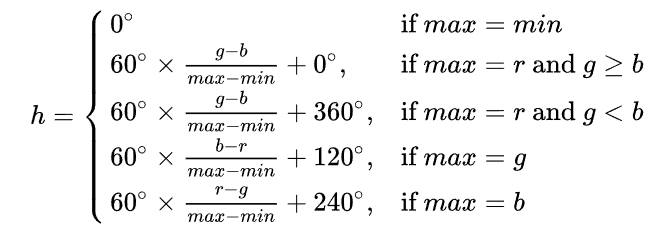 h = { 0° if max = min
60° × (g−b)/(max−min) + 0°, if max = r and g ≥ b
60° × (g−b)/(max−min) + 360°, if max = r and g < b
60° × (b−r)/(max−min) + 120°, if max = g
60° × (r−g)/(max−min) + 240°, if max = b